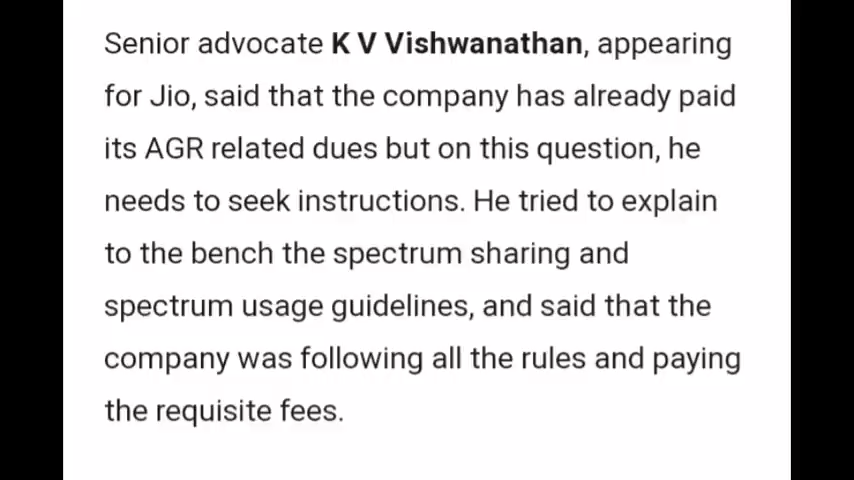 Senior advocate K V Vishwanathan, appearing
for Jio, said that the company has already paid
its AGR related dues but on this question, he
needs to seek instructions. He tried to explain
to the bench the spectrum sharing and
spectrum usage guidelines, and said that the
company was following all the rules and paying
the requisite fees.